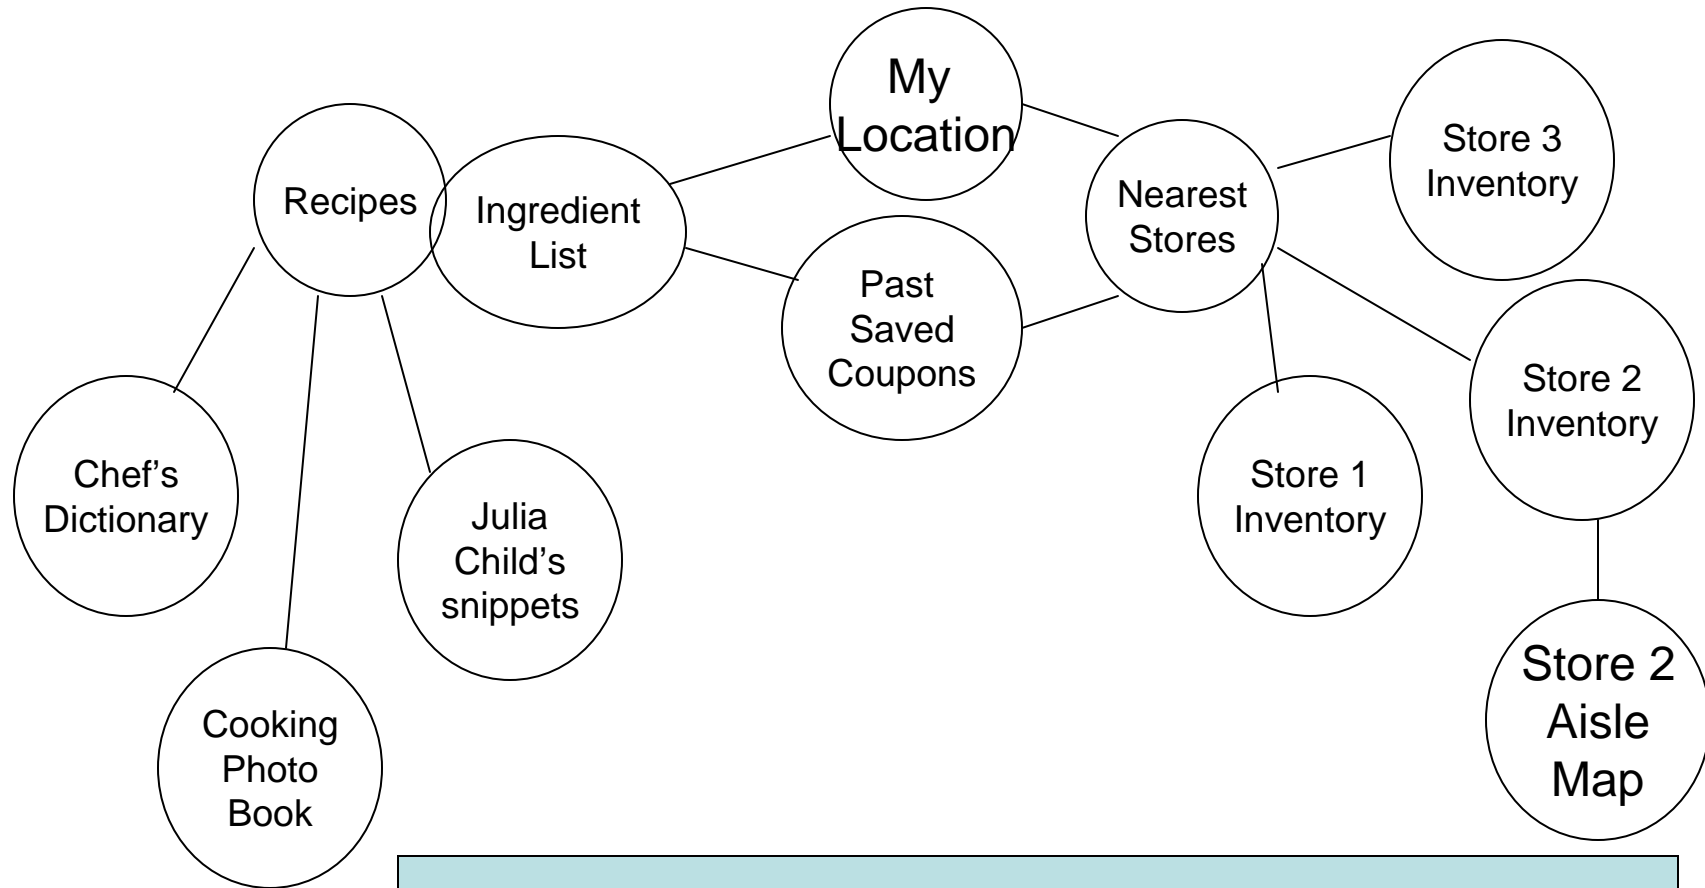 My
Location
Store 3
Inventory
Recipes
Ingredient
List
Nearest
Stores
Past
Saved
Coupons
Store 2
Inventory
Chef’s
Dictionary
Julia
Child’s
snippets
Store 1
Inventory
Cooking
Photo
Book
Store 2
Aisle
Map